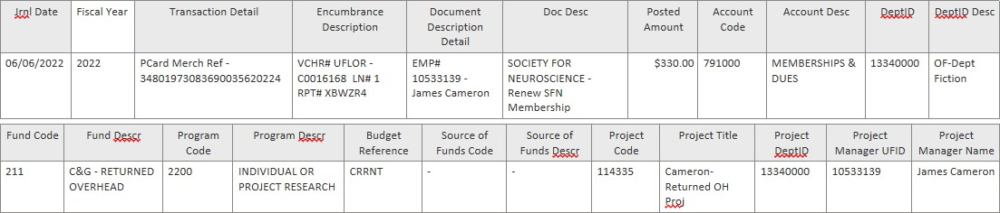 Jrnl Date Fiscal Year Transaction Detail Encumbrance Description Document Description Detail Doc Desc Posted Amount Account Code Account Desc DeptID DeptID Desc
06/06/2022 2022 PCard Merch Ref - 34801973083690035620224 VCHR# UFLOR - C0016168 LN# 1 RPT# XBWZR4 EMP# 10533139 - James Cameron SOCIETY FOR NEUROSCIENCE - Renew SFN Membership $330.00 791000 MEMBERSHIPS & DUES 13340000 OF-Dept Fiction
Fund Code Fund Descr Program Code Program Descr Budget Reference Source of Funds Code Source of Funds Descr Project Code Project Title Project DeptID Project Manager UFID Project Manager Name
211 C&G - RETURNED OVERHEAD 2200 INDIVIDUAL OR PROJECT RESEARCH CRRNT - - 114335 Cameron- Returned OH Proj 13340000 10533139 James Cameron